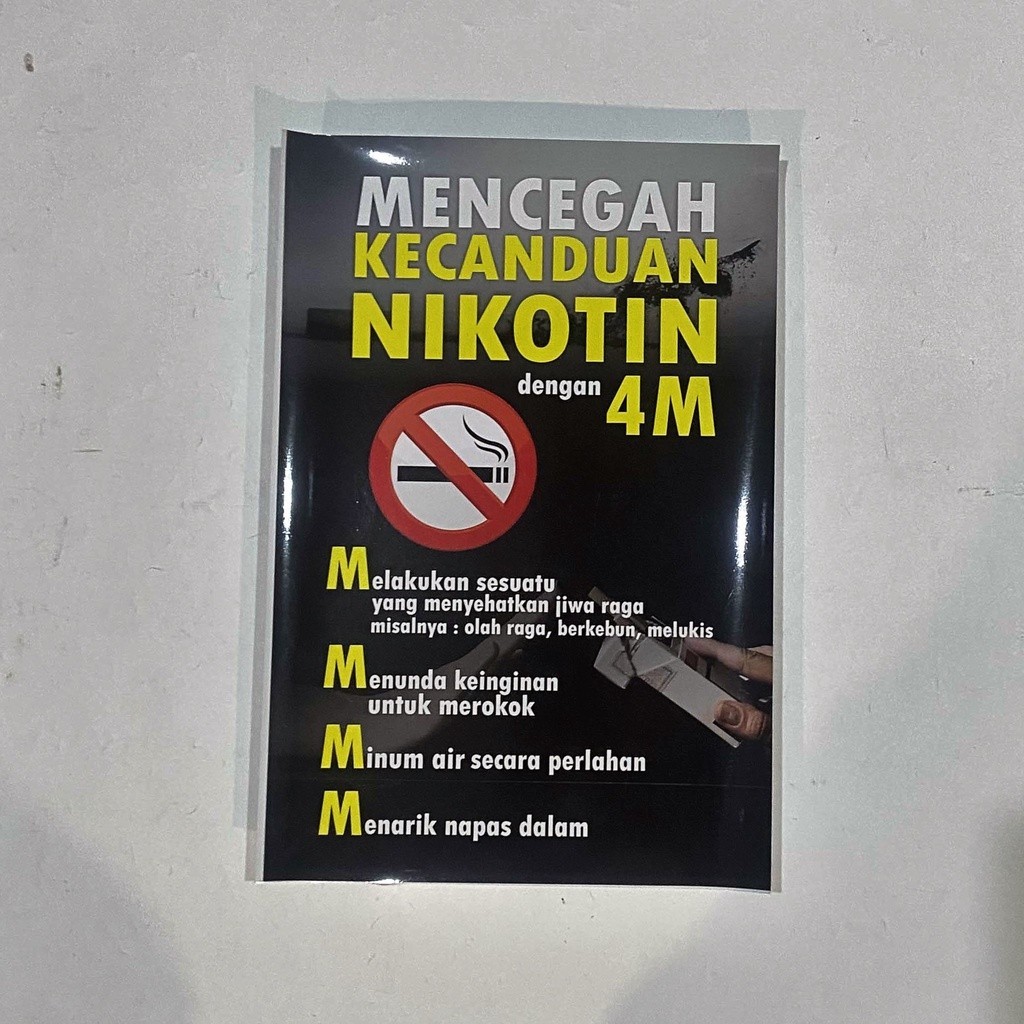 MENCEGAH
KECANDUAN
NIKOTIN
dengan 4M
Melakukan sesuatu
yang menyehatkan jiwa raga
misalnya : olah raga, berkebun, melukis
Menunda keinginan
untuk merokok
Minum air secara perlahan
Menarik napas dalam